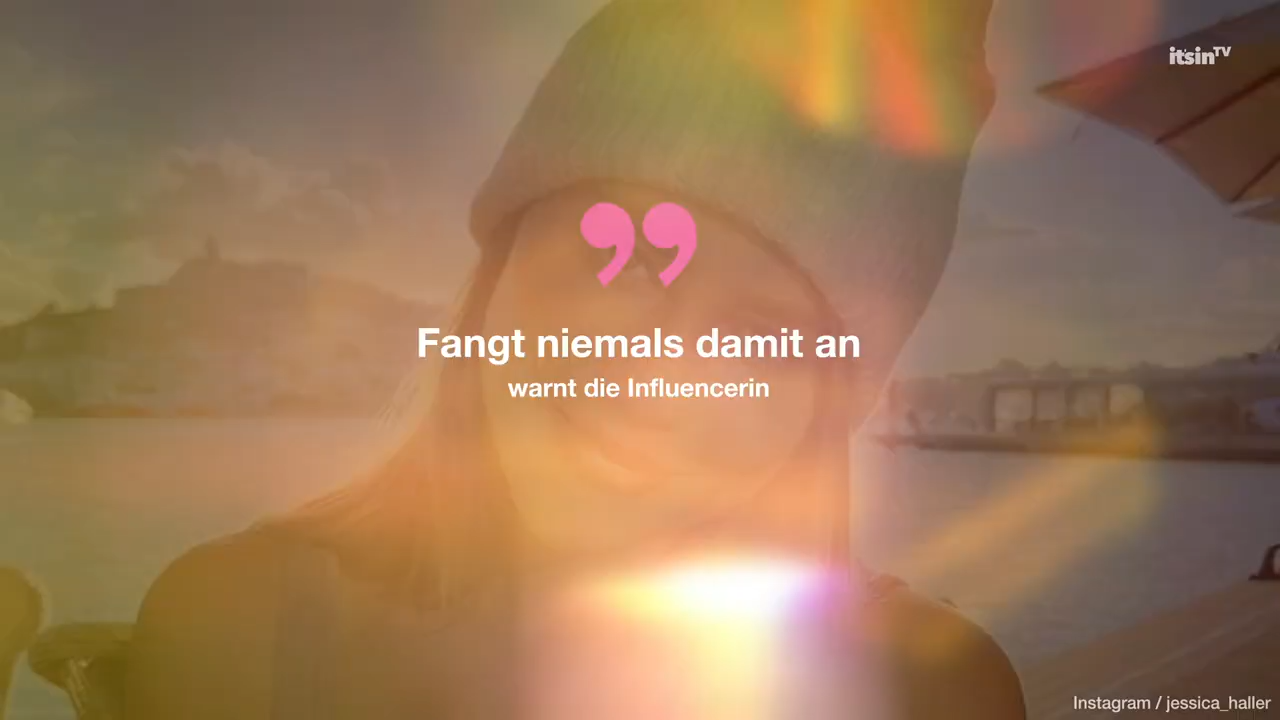 itsinTV
Fangt niemals damit an
warnt die Influencerin
Instagram / jessica_haller